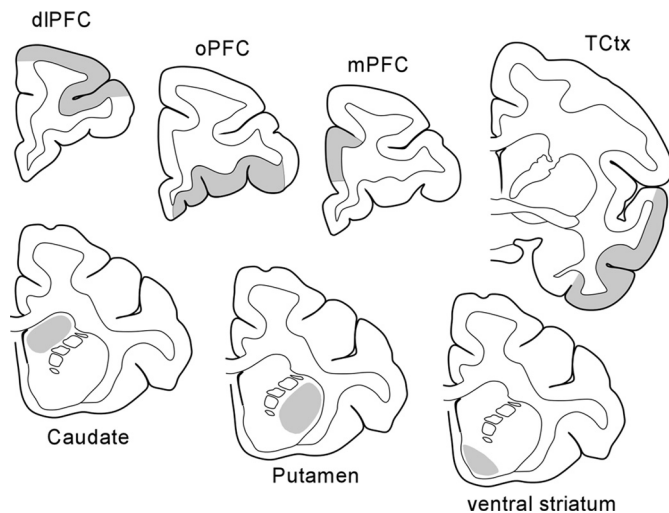 dlPFC
oPFC
mPFC
TCtx
Caudate
Putamen
ventral striatum